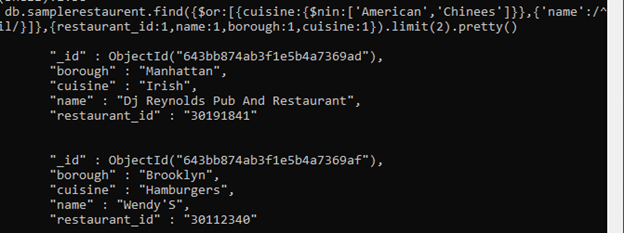 db.samplerestaurent.find({$or:[{cuisine:{$nin:['American','Chinees']}},{'name':/^
il/}]},{restaurant_id:1,name:1,borough:1,cuisine:1}).limit(2).pretty()
"_id" : ObjectId("643bb874ab3f1e5b4a7369ad"),
"borough" : "Manhattan",
"cuisine" : "Irish",
"name" : "Dj Reynolds Pub And Restaurant",
"restaurant_id" : "30191841"
"_id" : ObjectId("643bb874ab3f1e5b4a7369af"),
"borough" : "Brooklyn",
"cuisine" : "Hamburgers",
"name" : "Wendy'S",
"restaurant_id" : "30112340"